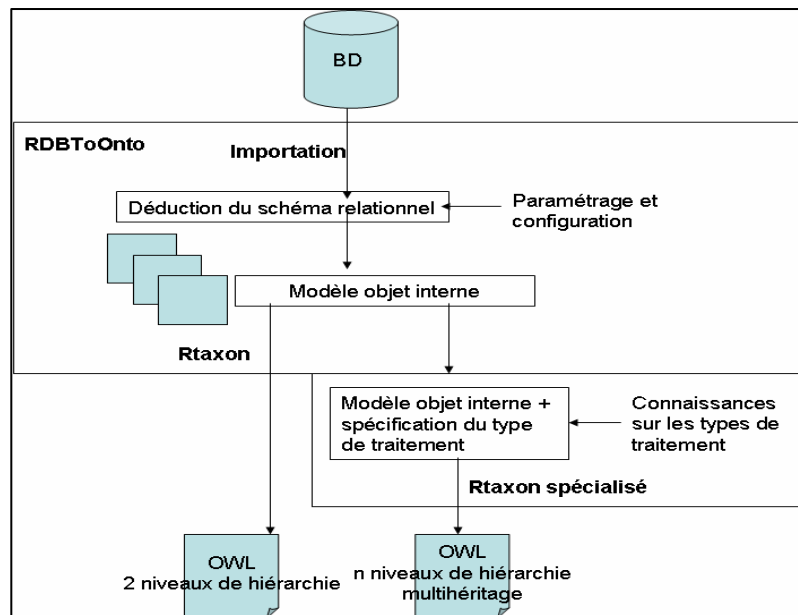 BD
RDBToOnto
Importation
Déduction du schéma relationnel
Paramétrage et
configuration
Modèle objet interne
Rtaxon
Modèle objet interne +
spécification du type
de traitement
Connaissances
sur les types de
traitement
Rtaxon spécialisé
OWL
2 niveaux de hiérarchie
OWL
n niveaux de hiérarchie
multihéritage